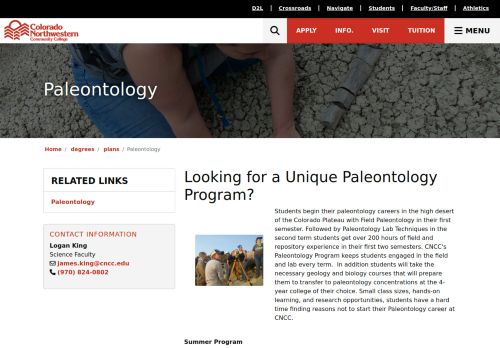 D2L | Crossroads | Navigate | Students | Faculty/Staff | Athletics
Colorado
Northwestern
Community College
APPLY INFO. VISIT TUITION MENU
Paleontology
Home / degrees / plans / Paleontology
RELATED LINKS
Paleontology
CONTACT INFORMATION
Logan King
Science Faculty
james.king@cncc.edu
(970) 824-0802
Looking for a Unique Paleontology
Program?
Students begin their paleontology careers in the high desert
of the Colorado Plateau with Field Paleontology in their first
semester. Followed by Paleontology Lab Techniques in the
second term students get over 200 hours of field and
repository experience in their first two semesters. CNCC's
Paleontology Program keeps students engaged in the field
and lab every term.  In addition students will take the
necessary geology and biology courses that will prepare
them to transfer to paleontology concentrations at the 4-
year college of their choice. Small class sizes, hands-on
learning, and research opportunities, students have a hard
time finding reasons not to start their Paleontology career at
CNCC.
Summer Program